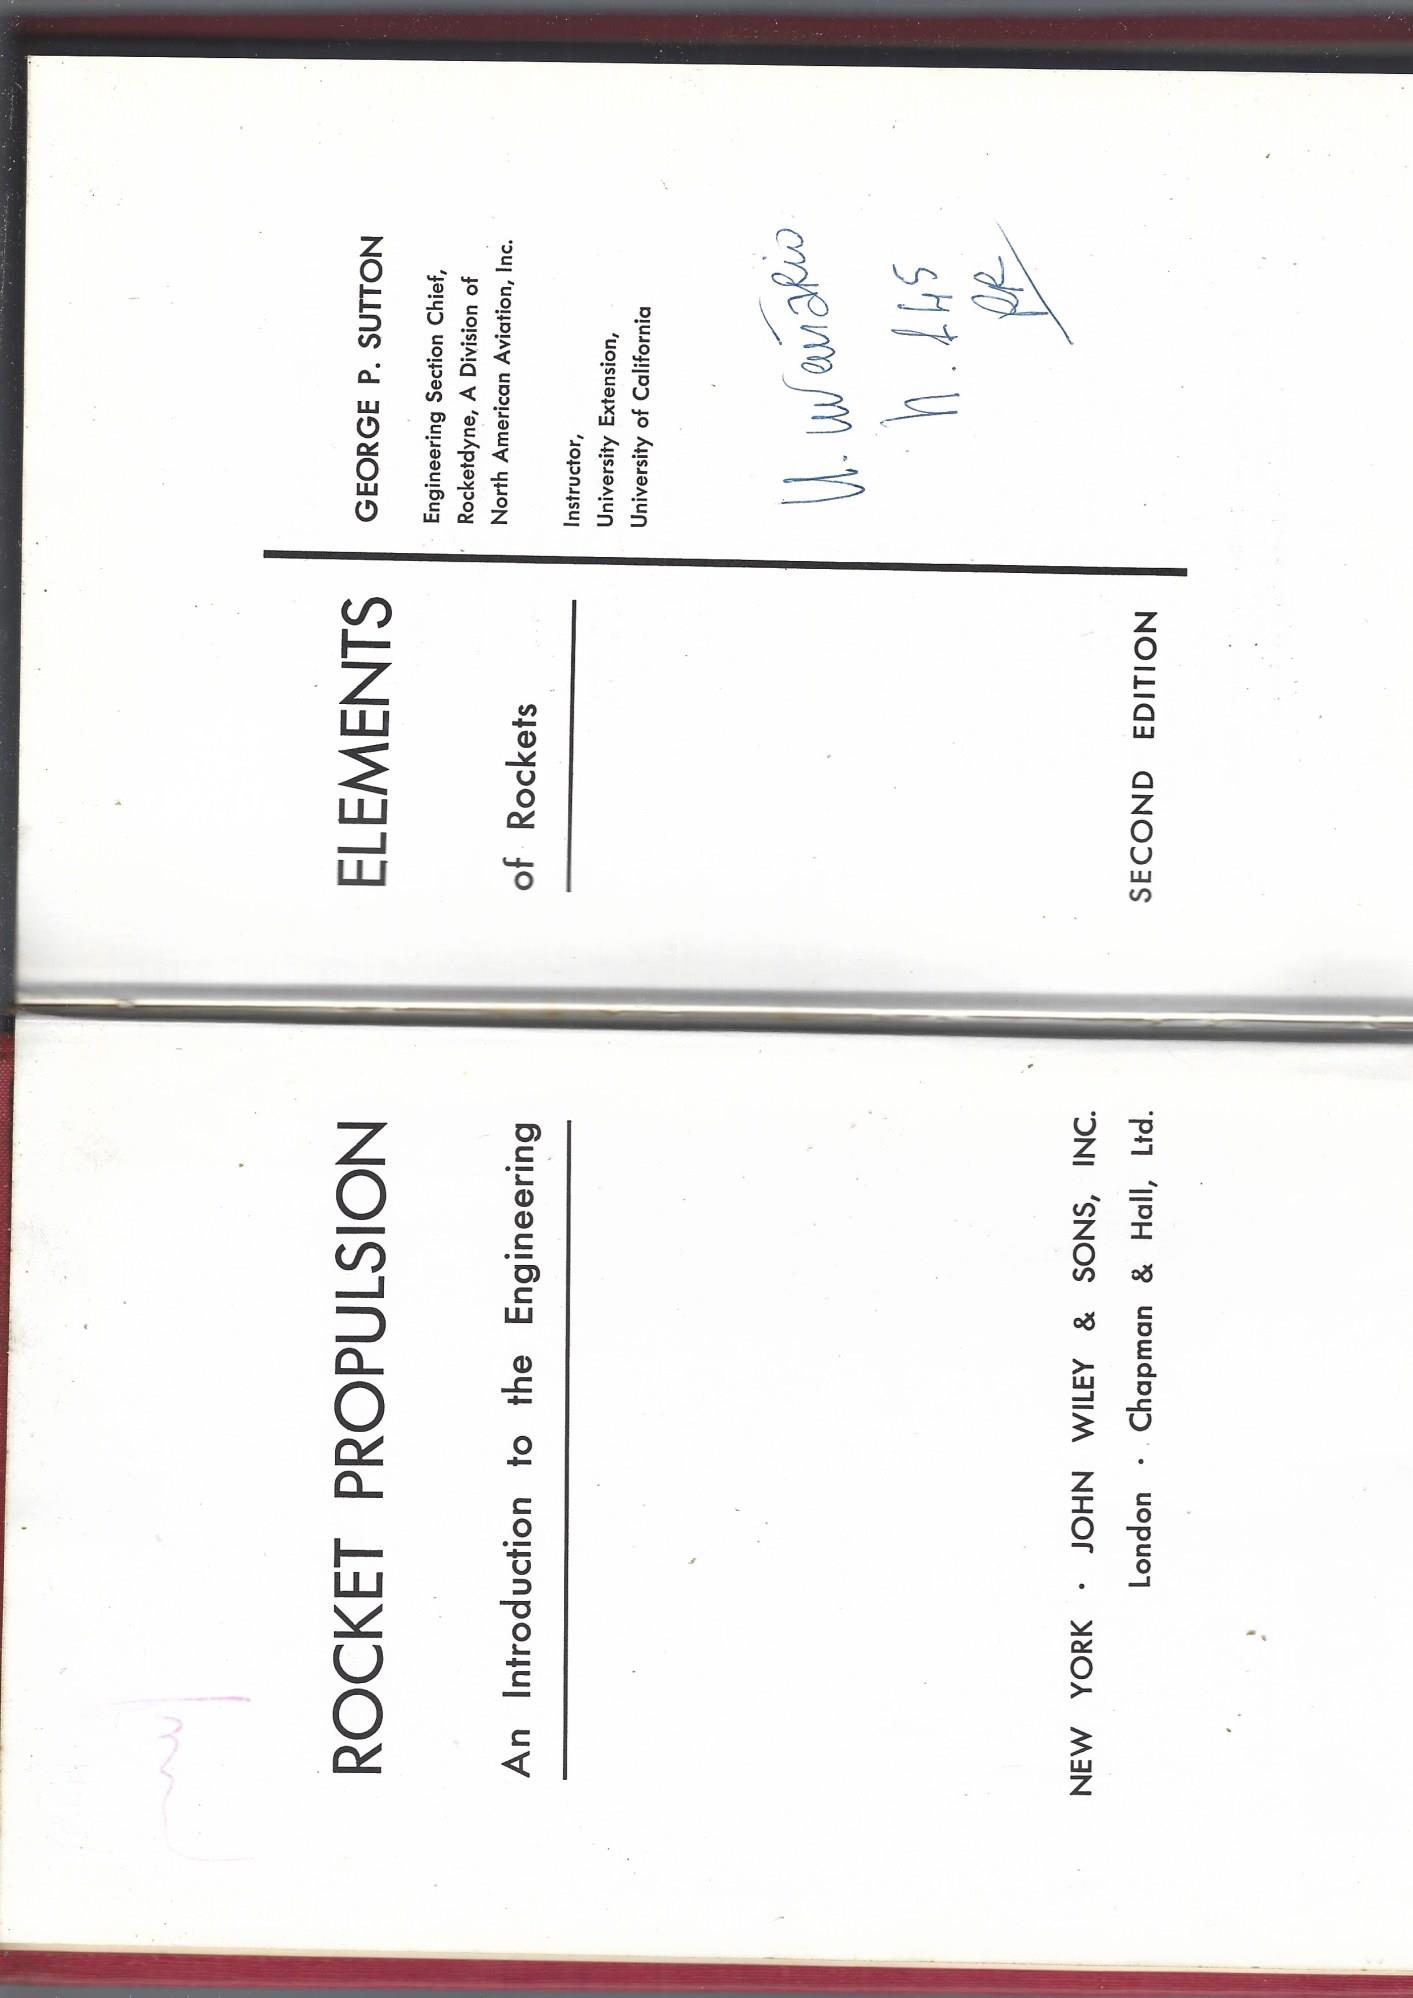 ROCKET PROPULSION
An Introduction to the Engineering
NEW YORK · JOHN WILEY & SONS, INC.
London · Chapman & Hall, Ltd.
ELEMENTS
of Rockets
SECOND EDITION
GEORGE P. SUTTON
Engineering Section Chief,
Rocketdyne, A Division of
North American Aviation, Inc.
Instructor,
University Extension,
University of California